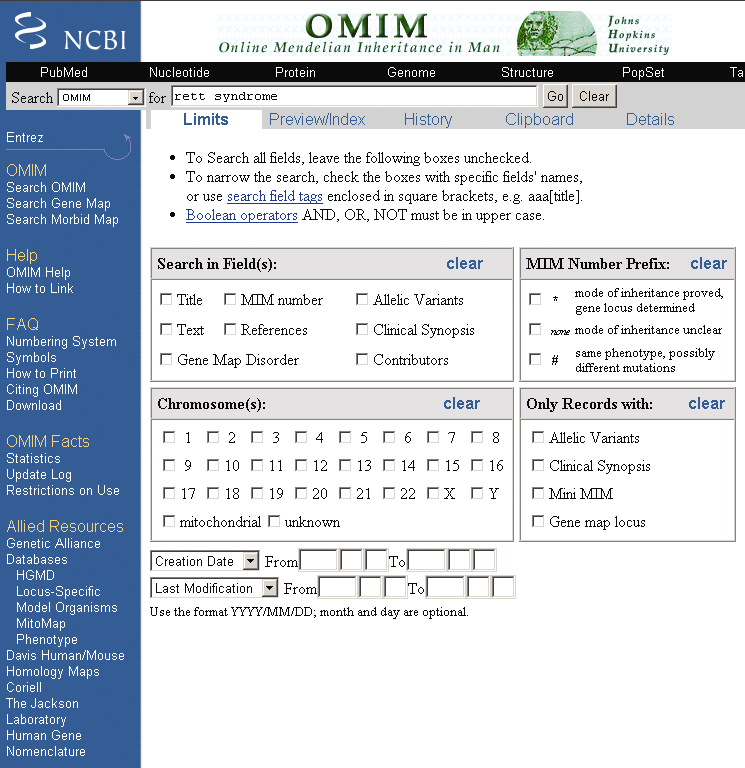 NCBI
OMIM
Online Mendelian Inheritance in Man
Johns
Hopkins
University
PubMed Nucleotide Protein Genome Structure PopSet Ta
Search OMIM for rett syndrome Go Clear
Limits Preview/Index History Clipboard Details
Entrez
OMIM
Search OMIM
Search Gene Map
Search Morbid Map
Help
OMIM Help
How to Link
FAQ
Numbering System
Symbols
How to Print
Citing OMIM
Download
OMIM Facts
Statistics
Update Log
Restrictions on Use
Allied Resources
Genetic Alliance
Databases
HGMD
Locus-Specific
Model Organisms
MitoMap
Phenotype
Davis Human/Mouse
Homology Maps
Coriell
The Jackson
Laboratory
Human Gene
Nomenclature
• To Search all fields, leave the following boxes unchecked.
• To narrow the search, check the boxes with specific fields' names,
or use search field tags enclosed in square brackets, e.g. aaa[title].
• Boolean operators AND, OR, NOT must be in upper case.
Search in Field(s): clear
Title MIM number Allelic Variants
Text References Clinical Synopsis
Gene Map Disorder Contributors
MIM Number Prefix: clear
* mode of inheritance proved,
gene locus determined
none mode of inheritance unclear
# same phenotype, possibly
different mutations
Chromosome(s): clear
1 2 3 4 5 6 7 8
9 10 11 12 13 14 15 16
17 18 19 20 21 22 X Y
mitochondrial unknown
Only Records with: clear
Allelic Variants
Clinical Synopsis
Mini MIM
Gene map locus
Creation Date From To
Last Modification From To
Use the format YYYY/MM/DD; month and day are optional.